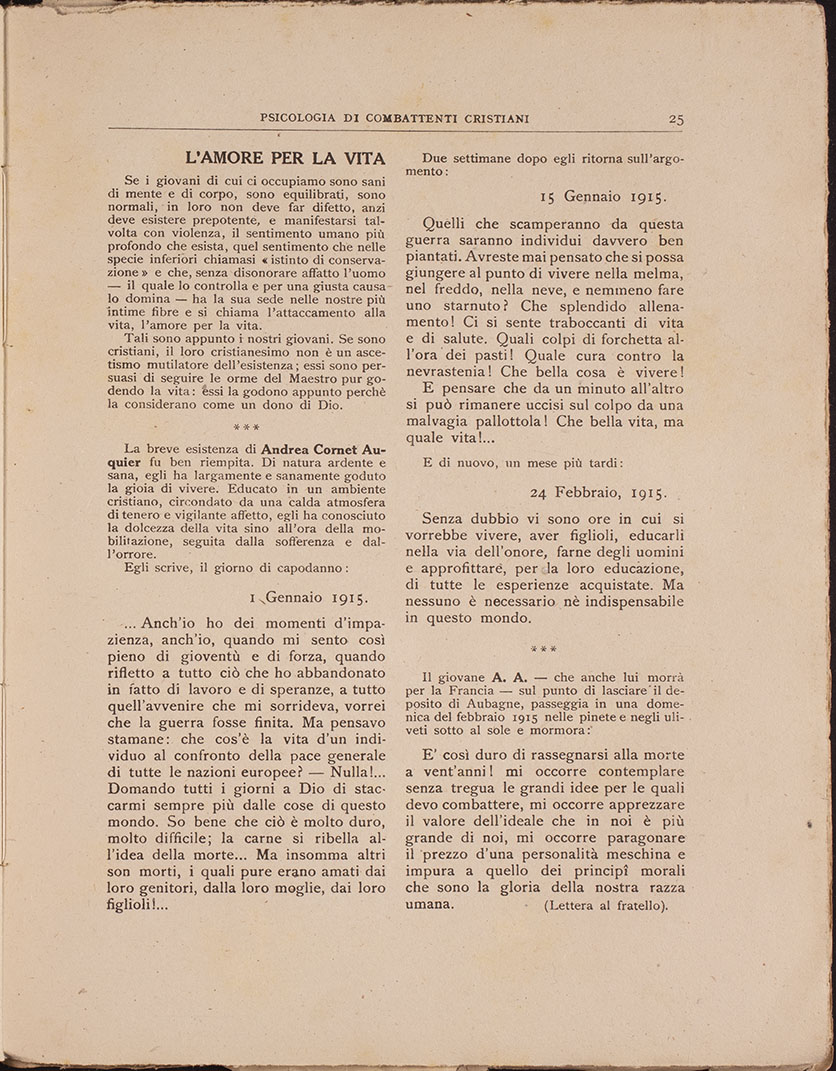 PSICOLOGIA DI COMBATTENTI CRISTIANI 25
L'AMORE PER LA VITA
Se i giovani di cui ci occupiamo sono sani
di mente e di corpo, sono equilibrati, sono
normali, in loro non deve far difetto, anzi
deve esistere prepotente, e manifestarsi tal-
volta con violenza, il sentimento umano più
profondo che esista, quel sentimento che nelle
specie inferiori chiamasi « istinto di conserva-
zione » e che, senza disonorare affatto l'uomo
— il quale lo controlla e per una giusta causa
lo domina — ha la sua sede nelle nostre più
intime fibre e si chiama l'attaccamento alla
vita, l'amore per la vita.
Tali sono appunto i nostri giovani. Se sono
cristiani, il loro cristianesimo non è un asce-
tismo mutilatore dell'esistenza; essi sono per-
suasi di seguire le orme del Maestro pur go-
dendo la vita: essi la godono appunto perchè
la considerano come un dono di Dio.
***
La breve esistenza di Andrea Cornet Au-
quier fu ben riempita. Di natura ardente e
sana, egli ha largamente e sanamente goduto
la gioia di vivere. Educato in un ambiente
cristiano, circondato da una calda atmosfera
di tenero e vigilante affetto, egli ha conosciuto
la dolcezza della vita sino all'ora della mo-
bilitazione, seguita dalla sofferenza e dal-
l'orrore.
Egli scrive, il giorno di capodanno:
1 Gennaio 1915.
... Anch'io ho dei momenti d'impa-
zienza, anch'io, quando mi sento così
pieno di gioventù e di forza, quando
rifletto a tutto ciò che ho abbandonato
in fatto di lavoro e di speranze, a tutto
quell'avvenire che mi sorrideva, vorrei
che la guerra fosse finita. Ma pensavo
stamane: che cos'è la vita d'un indi-
viduo al confronto della pace generale
di tutte le nazioni europee? — Nulla!...
Domando tutti i giorni a Dio di stac-
carmi sempre più dalle cose di questo
mondo. So bene che ciò è molto duro,
molto difficile; la carne si ribella al-
l'idea della morte... Ma insomma altri
son morti, i quali pure erano amati dai
loro genitori, dalla loro moglie, dai loro
figlioli!...
Due settimane dopo egli ritorna sull'argo-
mento:
15 Gennaio 1915.
Quelli che scamperanno da questa
guerra saranno individui davvero ben
piantati. Avreste mai pensato che si possa
giungere al punto di vivere nella melma,
nel freddo, nella neve, e nemmeno fare
uno starnuto? Che splendido allena-
mento! Ci si sente traboccanti di vita
e di salute. Quali colpi di forchetta al-
l'ora dei pasti! Quale cura contro la
nevrastenia! Che bella cosa è vivere!
E pensare che da un minuto all'altro
si può rimanere uccisi sul colpo da una
malvagia pallottola! Che bella vita, ma
quale vita!...
E di nuovo, un mese più tardi:
24 Febbraio, 1915.
Senza dubbio vi sono ore in cui si
vorrebbe vivere, aver figlioli, educarli
nella via dell'onore, farne degli uomini
e approfittare, per la loro educazione,
di tutte le esperienze acquistate. Ma
nessuno è necessario nè indispensabile
in questo mondo.
***
Il giovane A. A. — che anche lui morrà
per la Francia — sul punto di lasciare il de-
posito di Aubagne, passeggia in una dome-
nica del febbraio 1915 nelle pinete e negli uli-
veti sotto al sole e mormora:
E' così duro di rassegnarsi alla morte
a vent'anni! mi occorre contemplare
senza tregua le grandi idee per le quali
devo combattere, mi occorre apprezzare
il valore dell'ideale che in noi è più
grande di noi, mi occorre paragonare
il prezzo d'una personalità meschina e
impura a quello dei principî morali
che sono la gloria della nostra razza
umana. (Lettera al fratello).